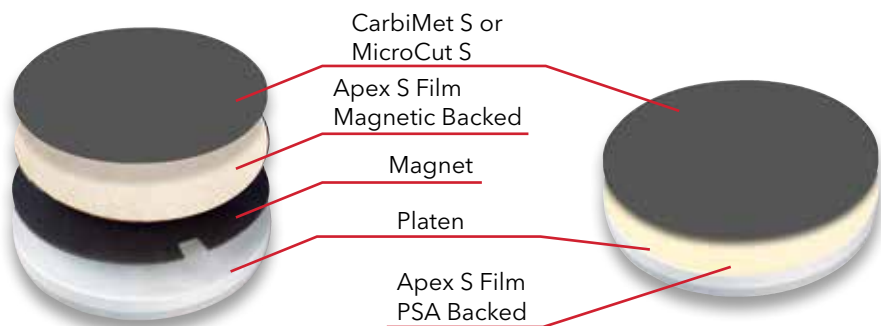 CarbiMet S or
MicroCut S
Apex S Film
Magnetic Backed
Magnet
Platen
Apex S Film
PSA Backed